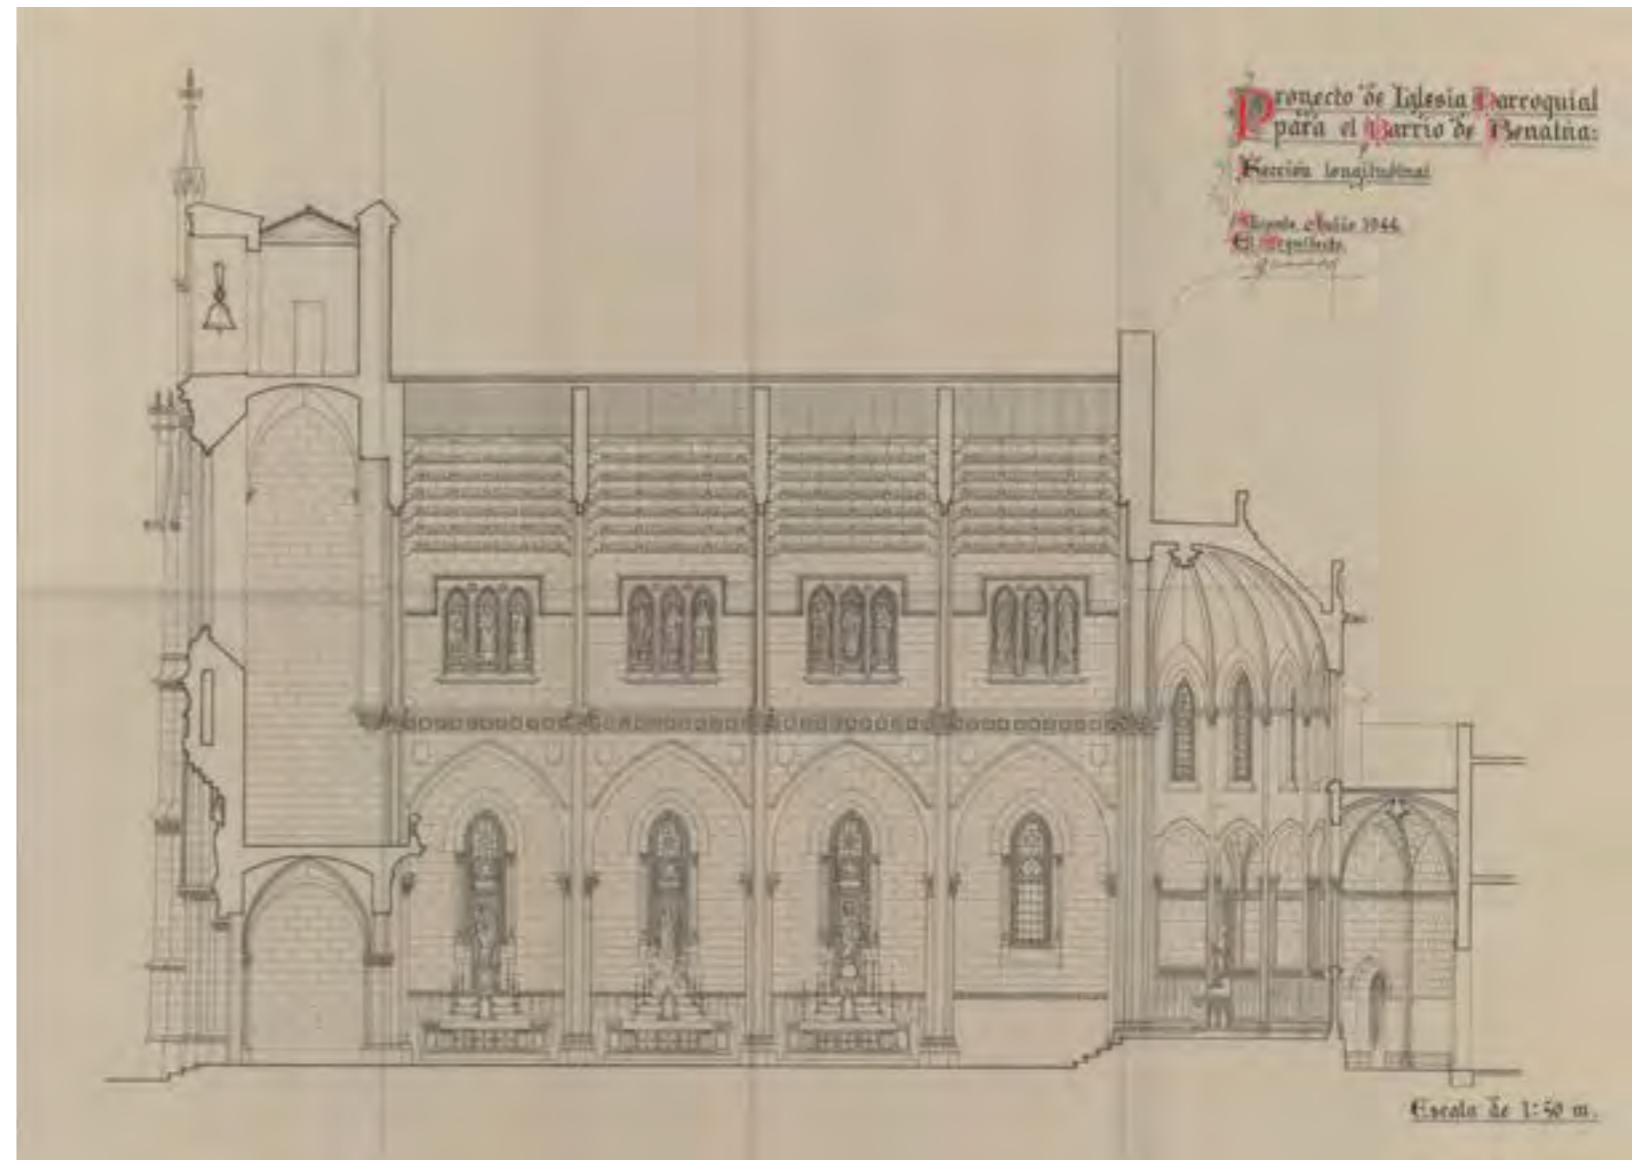 Proyecto de Iglesia Parroquial
para el Barrio de Benalúa:
Sección longitudinal
Alicante, Julio 1944.
El Arquitecto.
Escala de 1:50 m.